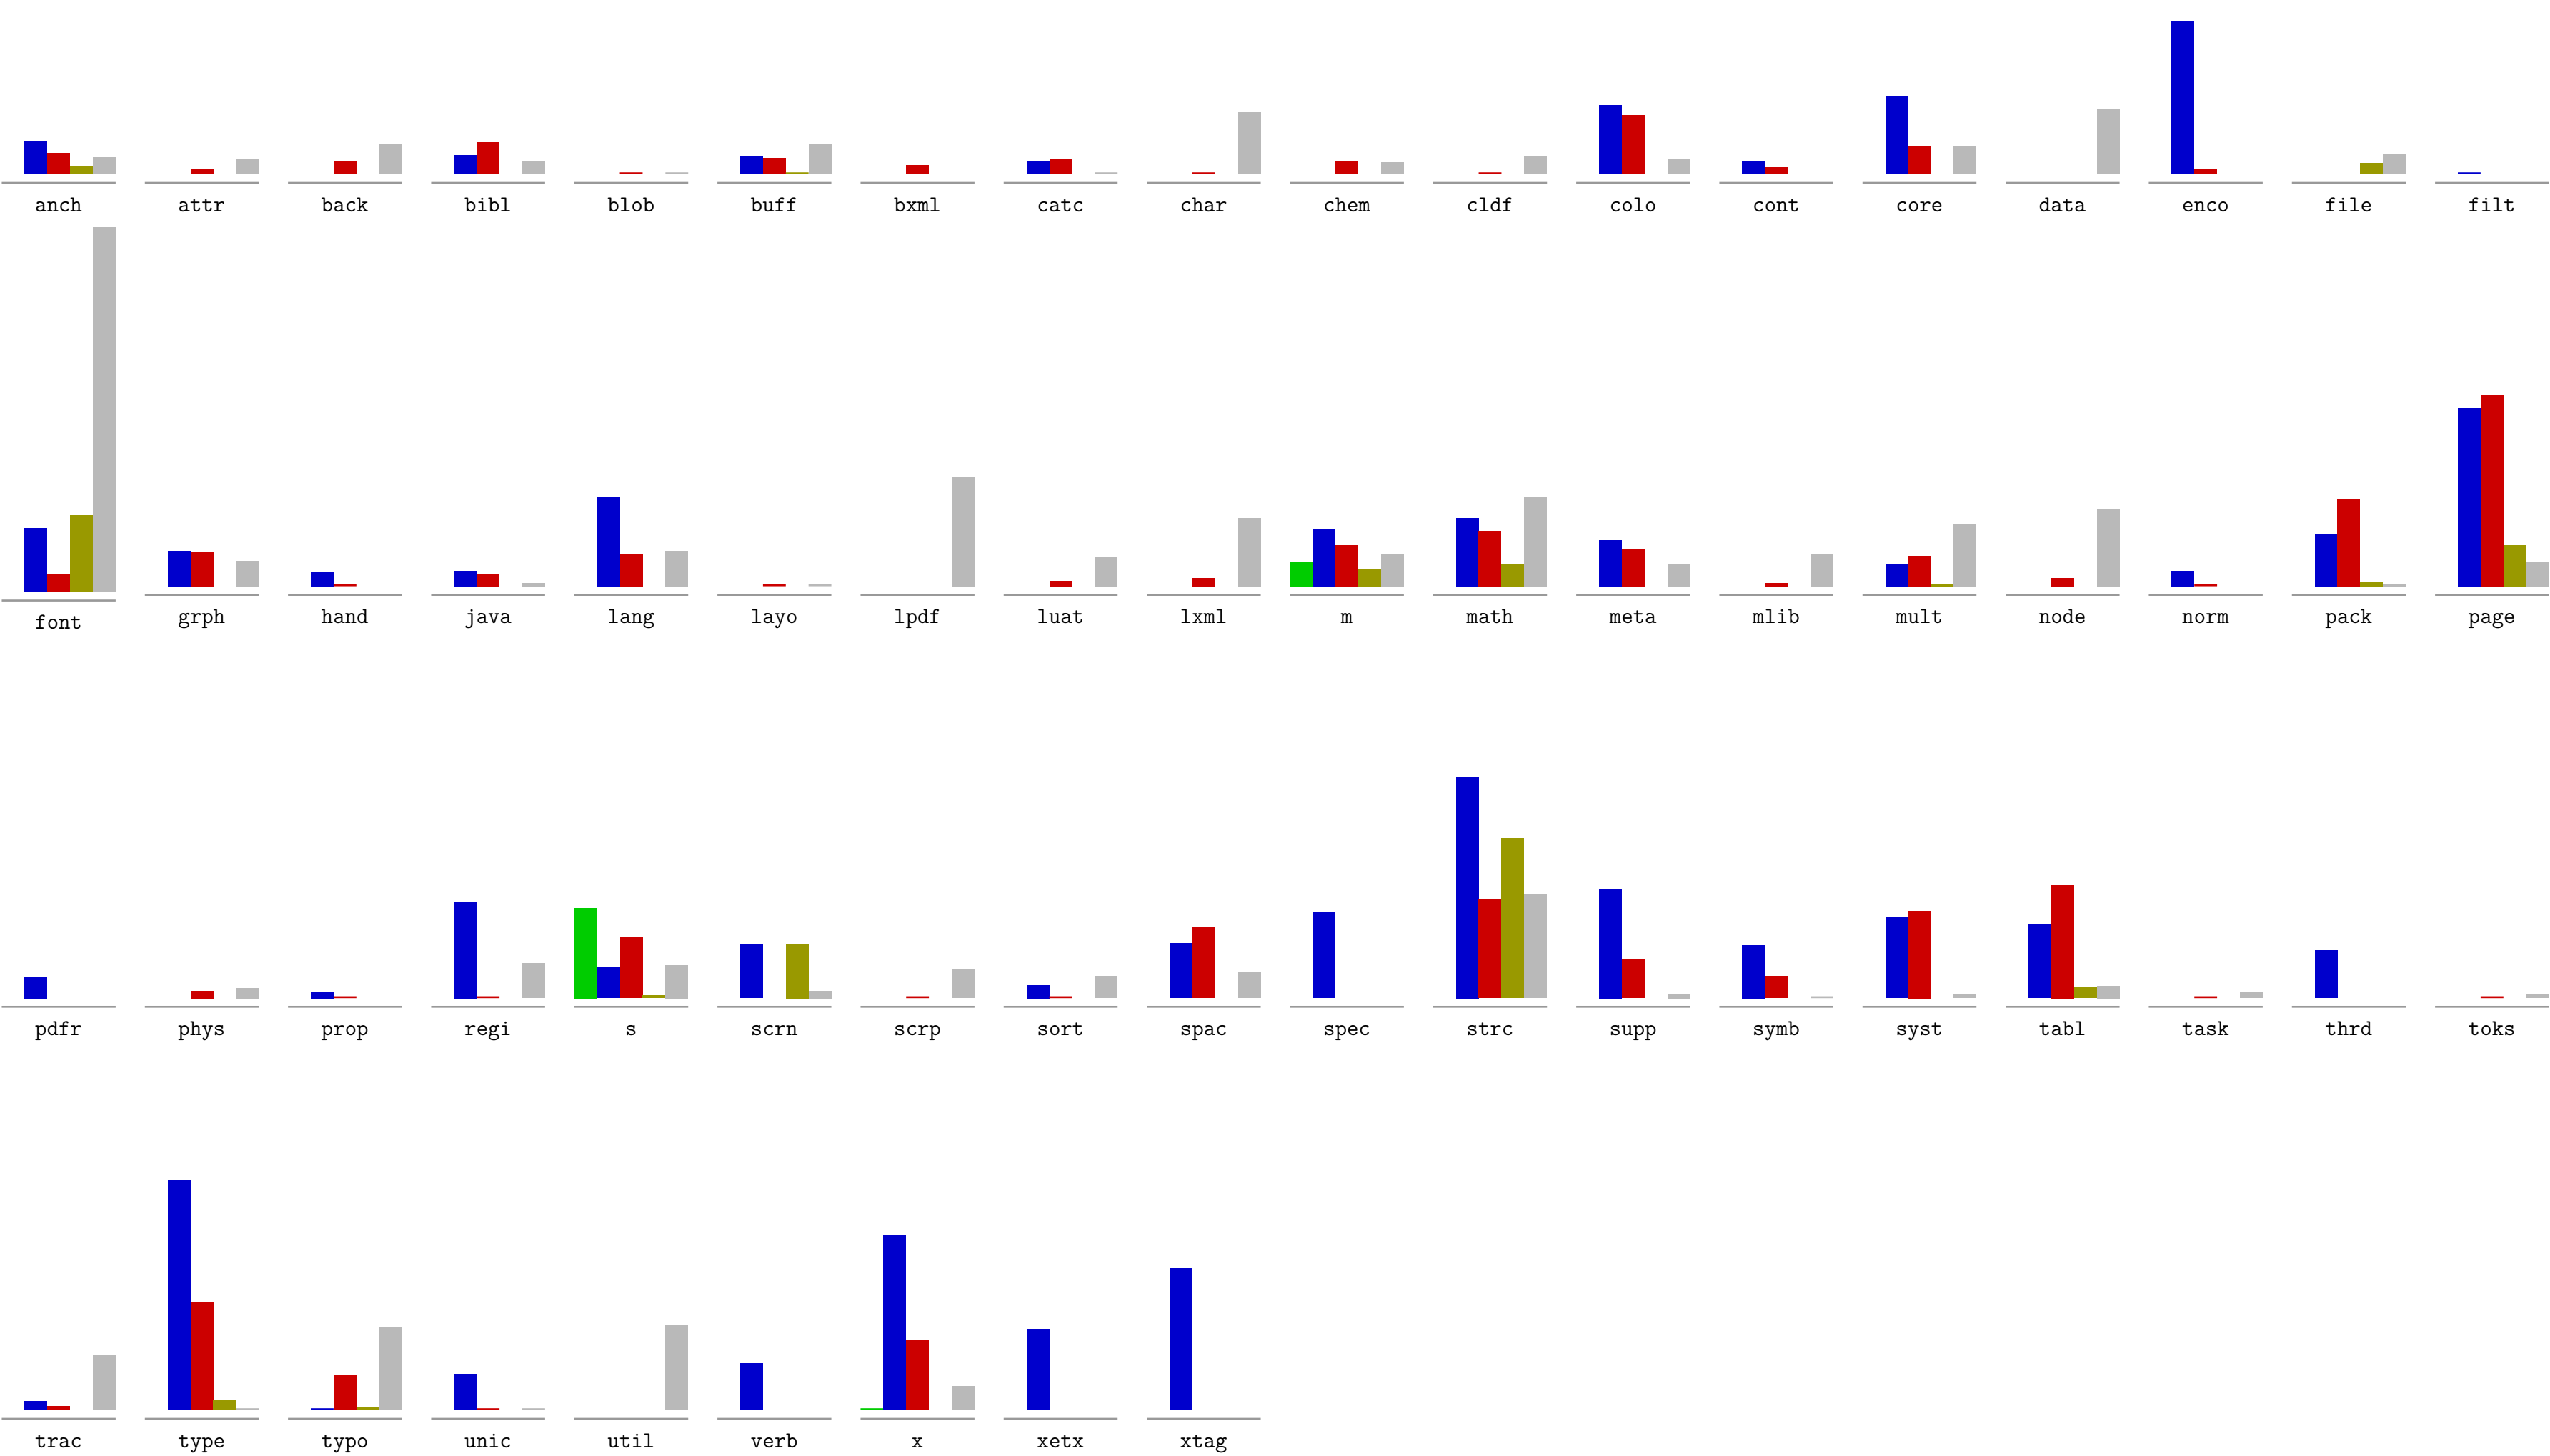 anch attr back bibl blob buff bxml catc char chem cldf colo cont core data enco file filt
font grph hand java lang layo lpdf luat lxml m math meta mlib mult node norm pack page
pdfr phys prop regi s scrn scrp sort spac spec strc supp symb syst tabl task thrd toks
trac type typo unic util verb x xetx xtag